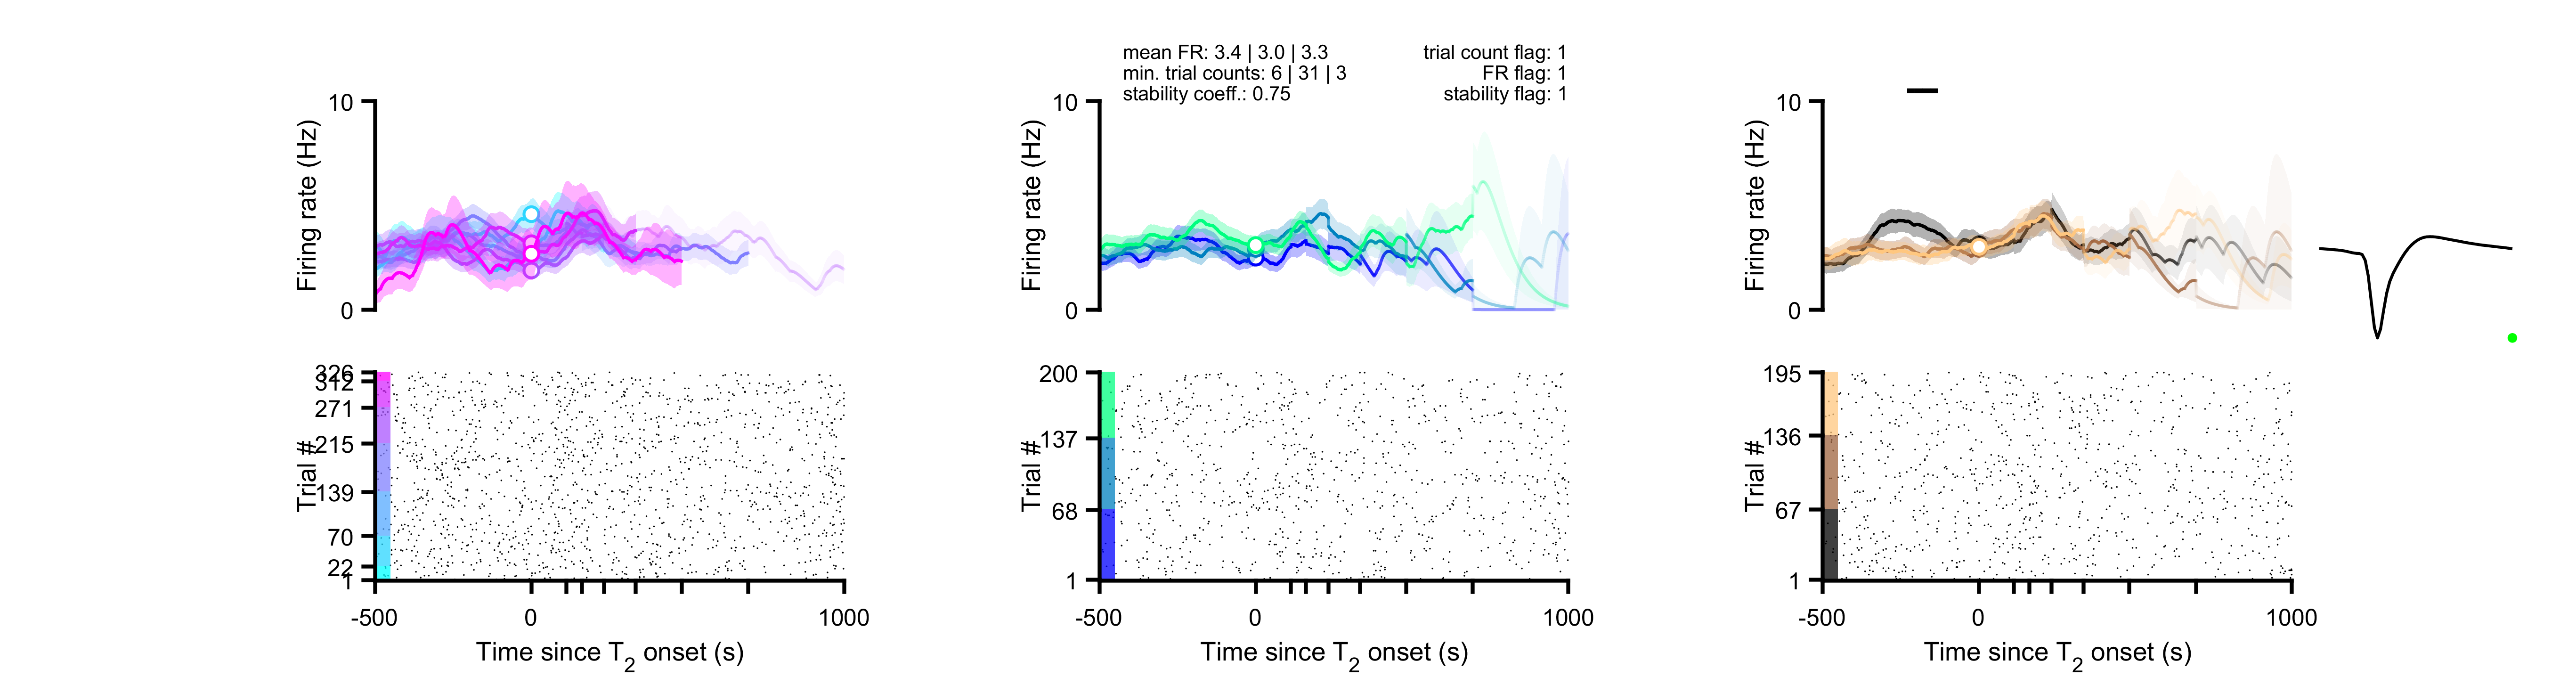 mean FR: 3.4 | 3.0 | 3.3
min. trial counts: 6 | 31 | 3
stability coeff.: 0.75
trial count flag: 1
FR flag: 1
stability flag: 1
10
Firing rate (Hz)
0
326
312
271
215
139
70
22
1
Trial #
-500
0
1000
Time since T2 onset (s)
10
Firing rate (Hz)
0
200
137
68
1
Trial #
-500
0
1000
Time since T2 onset (s)
10
Firing rate (Hz)
0
195
136
67
1
Trial #
-500
0
1000
Time since T2 onset (s)